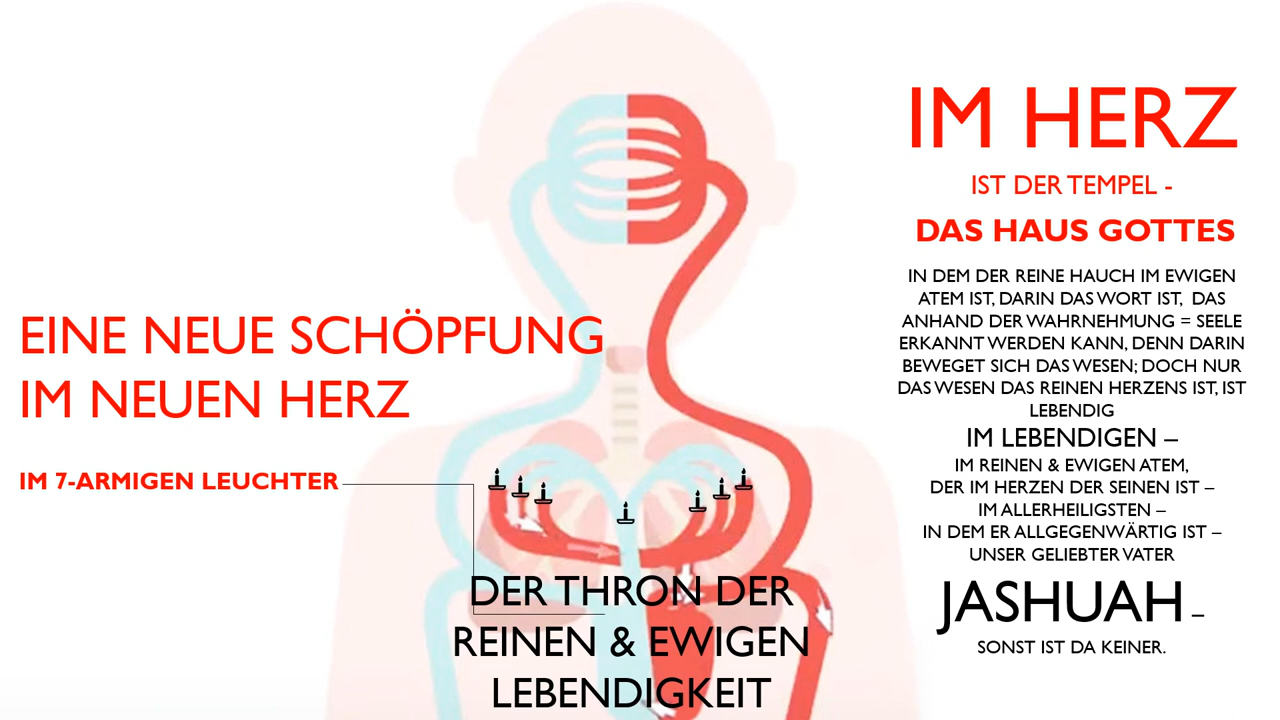 EINE NEUE SCHÖPFUNG
IM NEUEN HERZ
IM 7-ARMIGEN LEUCHTER
DER THRON DER
REINEN & EWIGEN
LEBENDIGKEIT
IM HERZ
IST DER TEMPEL -
DAS HAUS GOTTES
IN DEM DER REINE HAUCH IM EWIGEN
ATEM IST, DARIN DAS WORT IST, DAS
ANHAND DER WAHRNEHMUNG = SEELE
ERKANNT WERDEN KANN, DENN DARIN
BEWEGET SICH DAS WESEN; DOCH NUR
DAS WESEN DAS REINEN HERZENS IST, IST
LEBENDIG
IM LEBENDIGEN –
IM REINEN & EWIGEN ATEM,
DER IM HERZEN DER SEINEN IST –
IM ALLERHEILIGSTEN –
IN DEM ER ALLGEGENWÄRTIG IST –
UNSER GELIEBTER VATER
JASHUAH –
SONST IST DA KEINER.